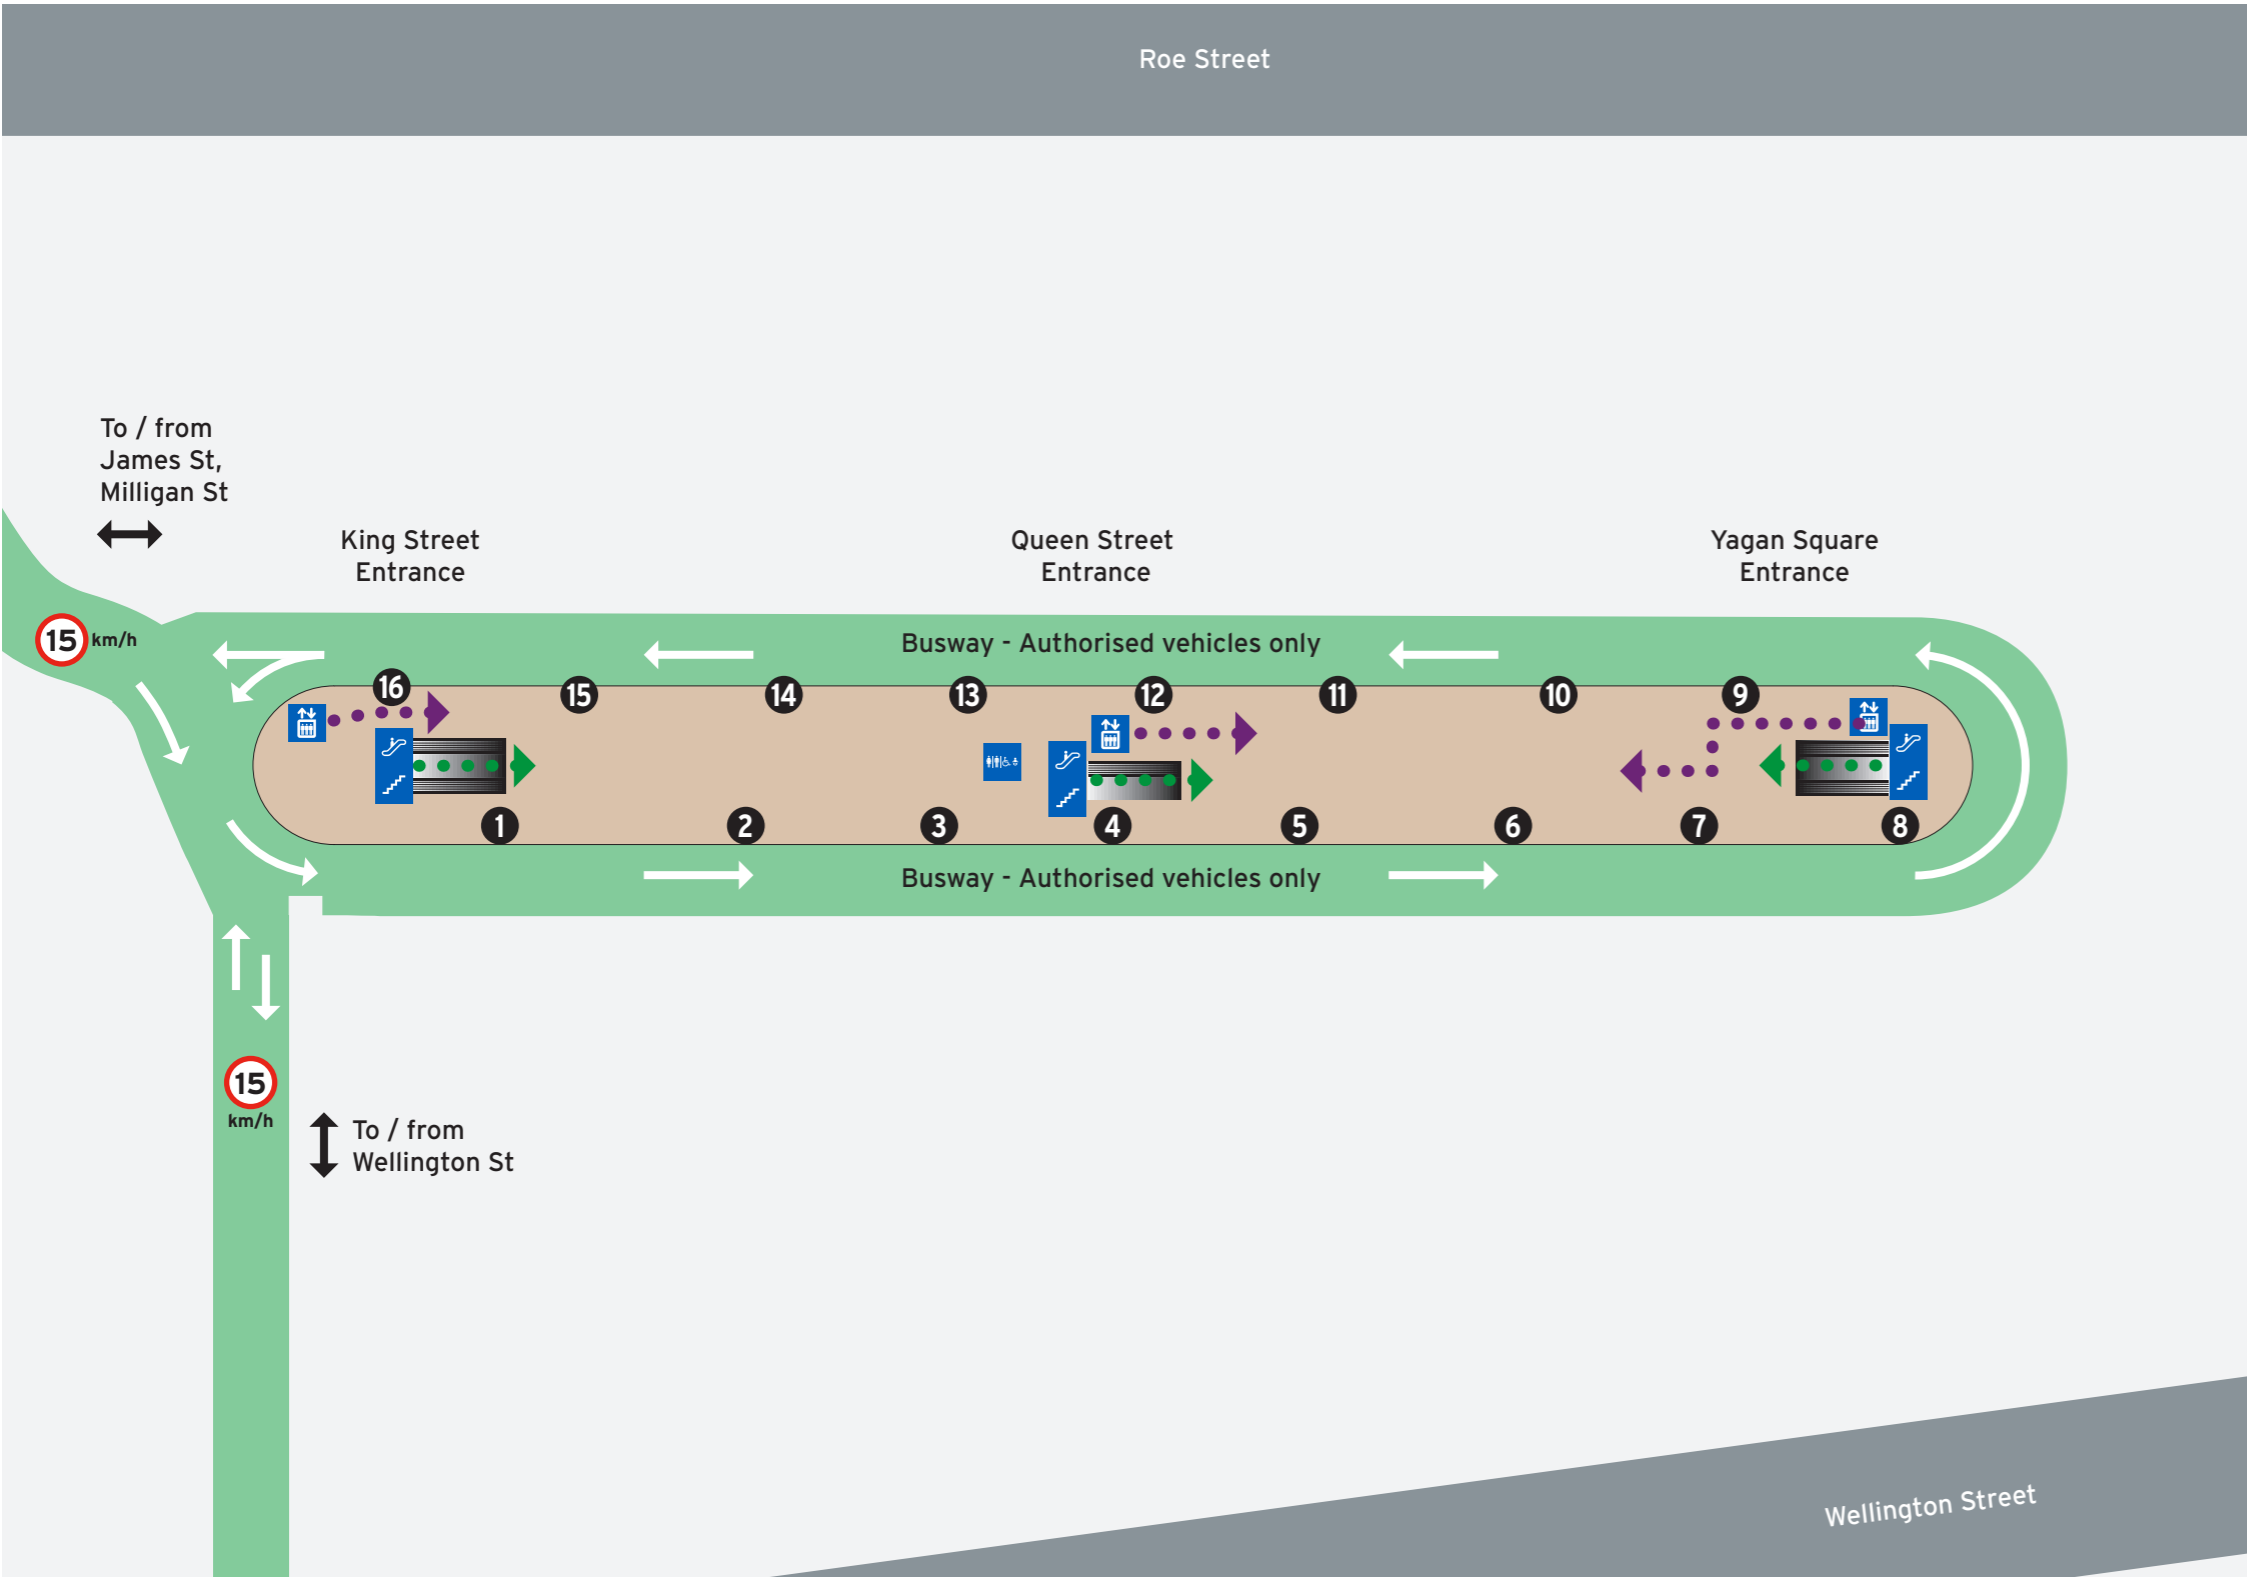 Roe Street
To / from
James St,
Milligan St
King Street
Entrance
Queen Street
Entrance
Yagan Square
Entrance
15 km/h
Busway - Authorised vehicles only
16
15
14
13
12
11
10
9
1
2
3
4
5
6
7
8
Busway - Authorised vehicles only
15
km/h
To / from
Wellington St
Wellington Street